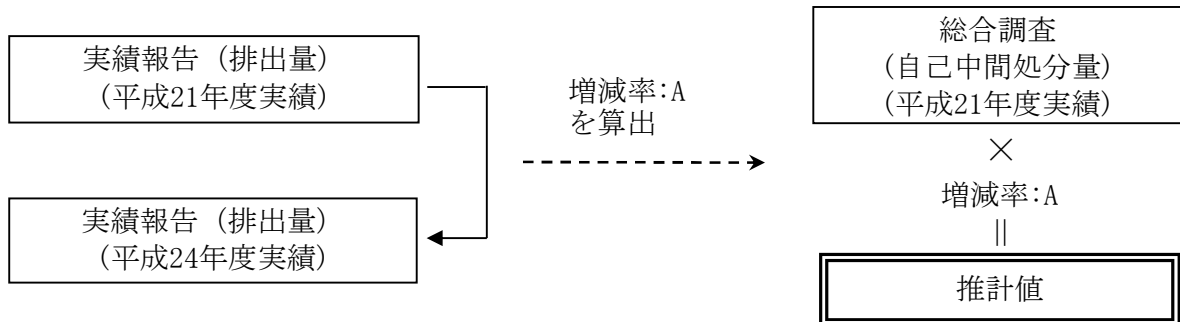 実績報告（排出量）
（平成21年度実績）
実績報告（排出量）
（平成24年度実績）
増減率:A
を算出
総合調査
（自己中間処分量）
（平成21年度実績）
×
増減率:A
||
推計値